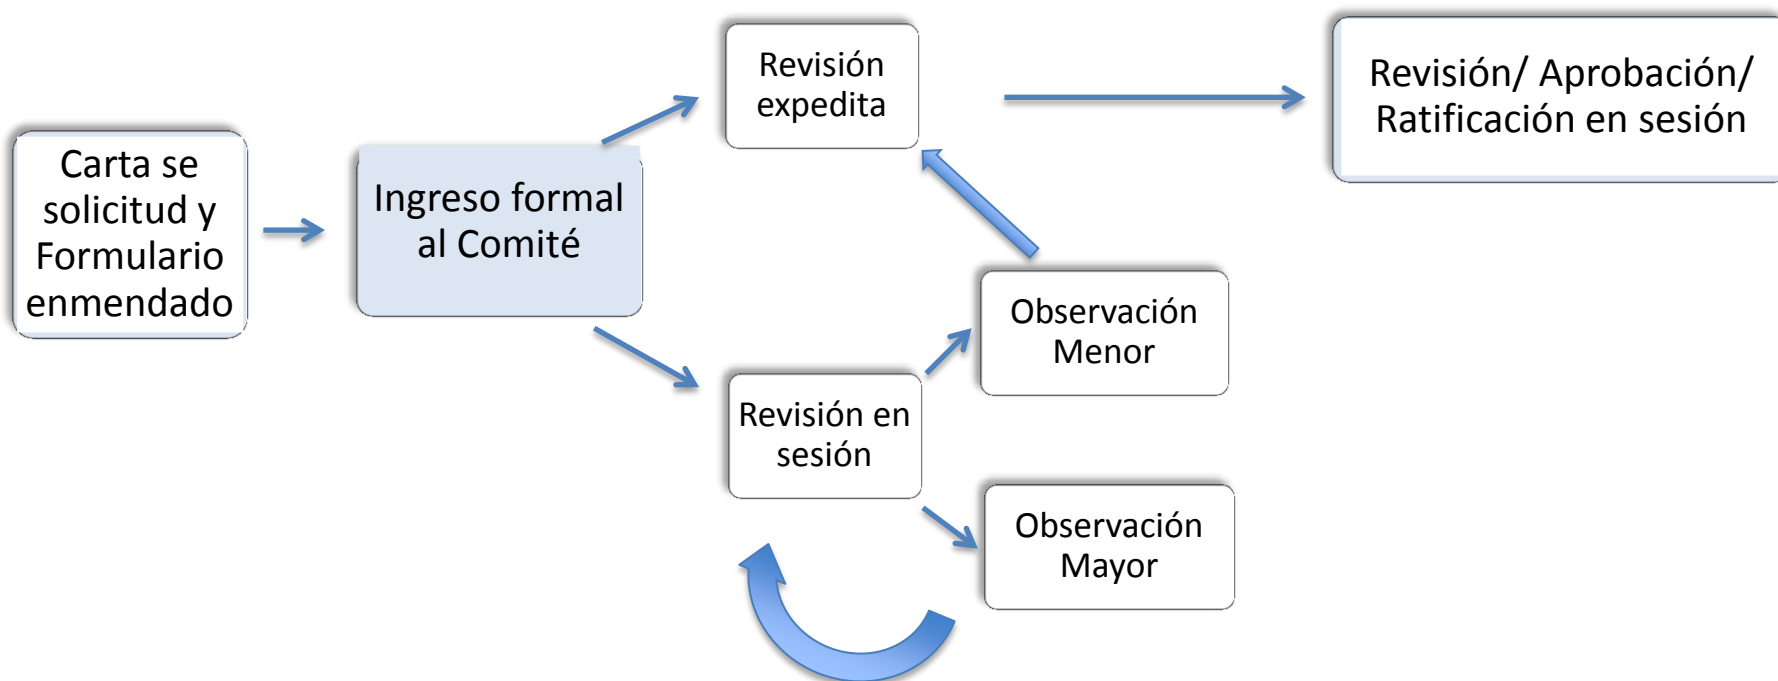 Carta se
solicitud y
Formulario
enmendado
Ingreso formal
al Comité
Revisión
expedita
Revisión/ Aprobación/
Ratificación en sesión
Revisión en
sesión
Observación
Menor
Observación
Mayor